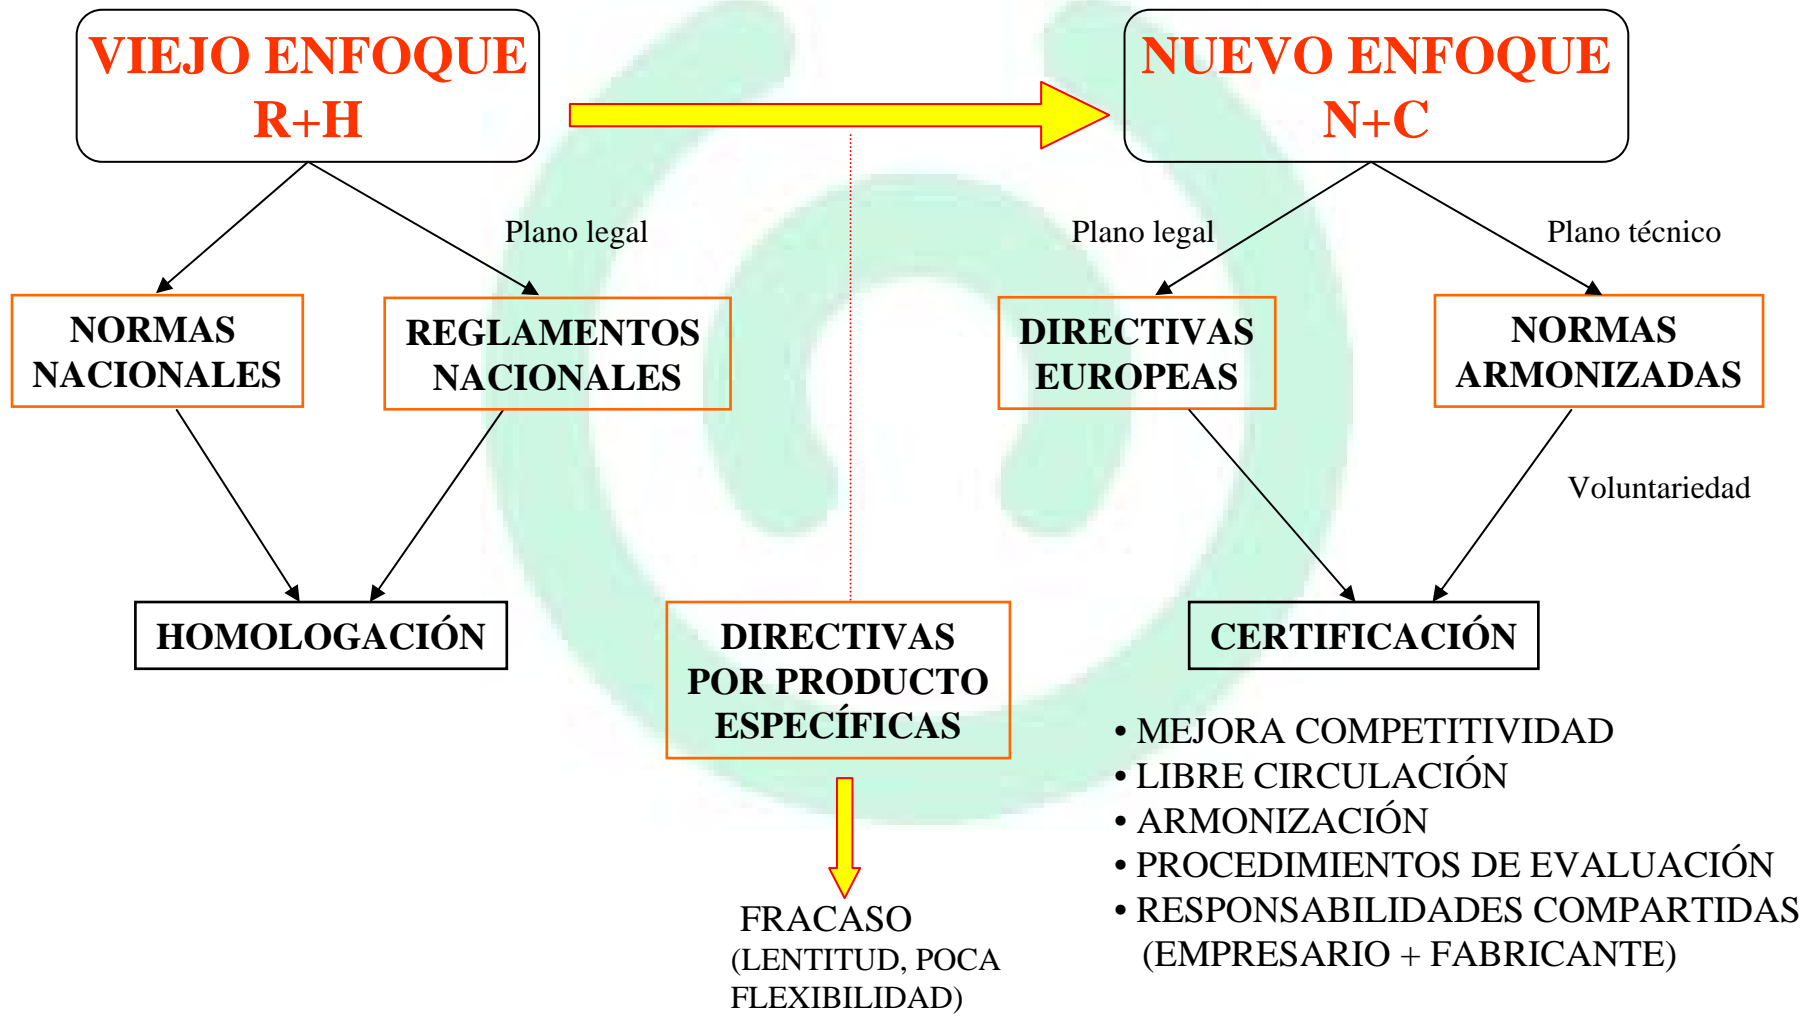 VIEJO ENFOQUE
R+H
NUEVO ENFOQUE
N+C
Plano legal
Plano legal
Plano técnico
NORMAS
NACIONALES
REGLAMENTOS
NACIONALES
DIRECTIVAS
EUROPEAS
NORMAS
ARMONIZADAS
Voluntariedad
HOMOLOGACIÓN
DIRECTIVAS
POR PRODUCTO
ESPECÍFICAS
CERTIFICACIÓN
• MEJORA COMPETITIVIDAD
• LIBRE CIRCULACIÓN
• ARMONIZACIÓN
• PROCEDIMIENTOS DE EVALUACIÓN
• RESPONSABILIDADES COMPARTIDAS
(EMPRESARIO + FABRICANTE)
FRACASO
(LENTITUD, POCA
FLEXIBILIDAD)